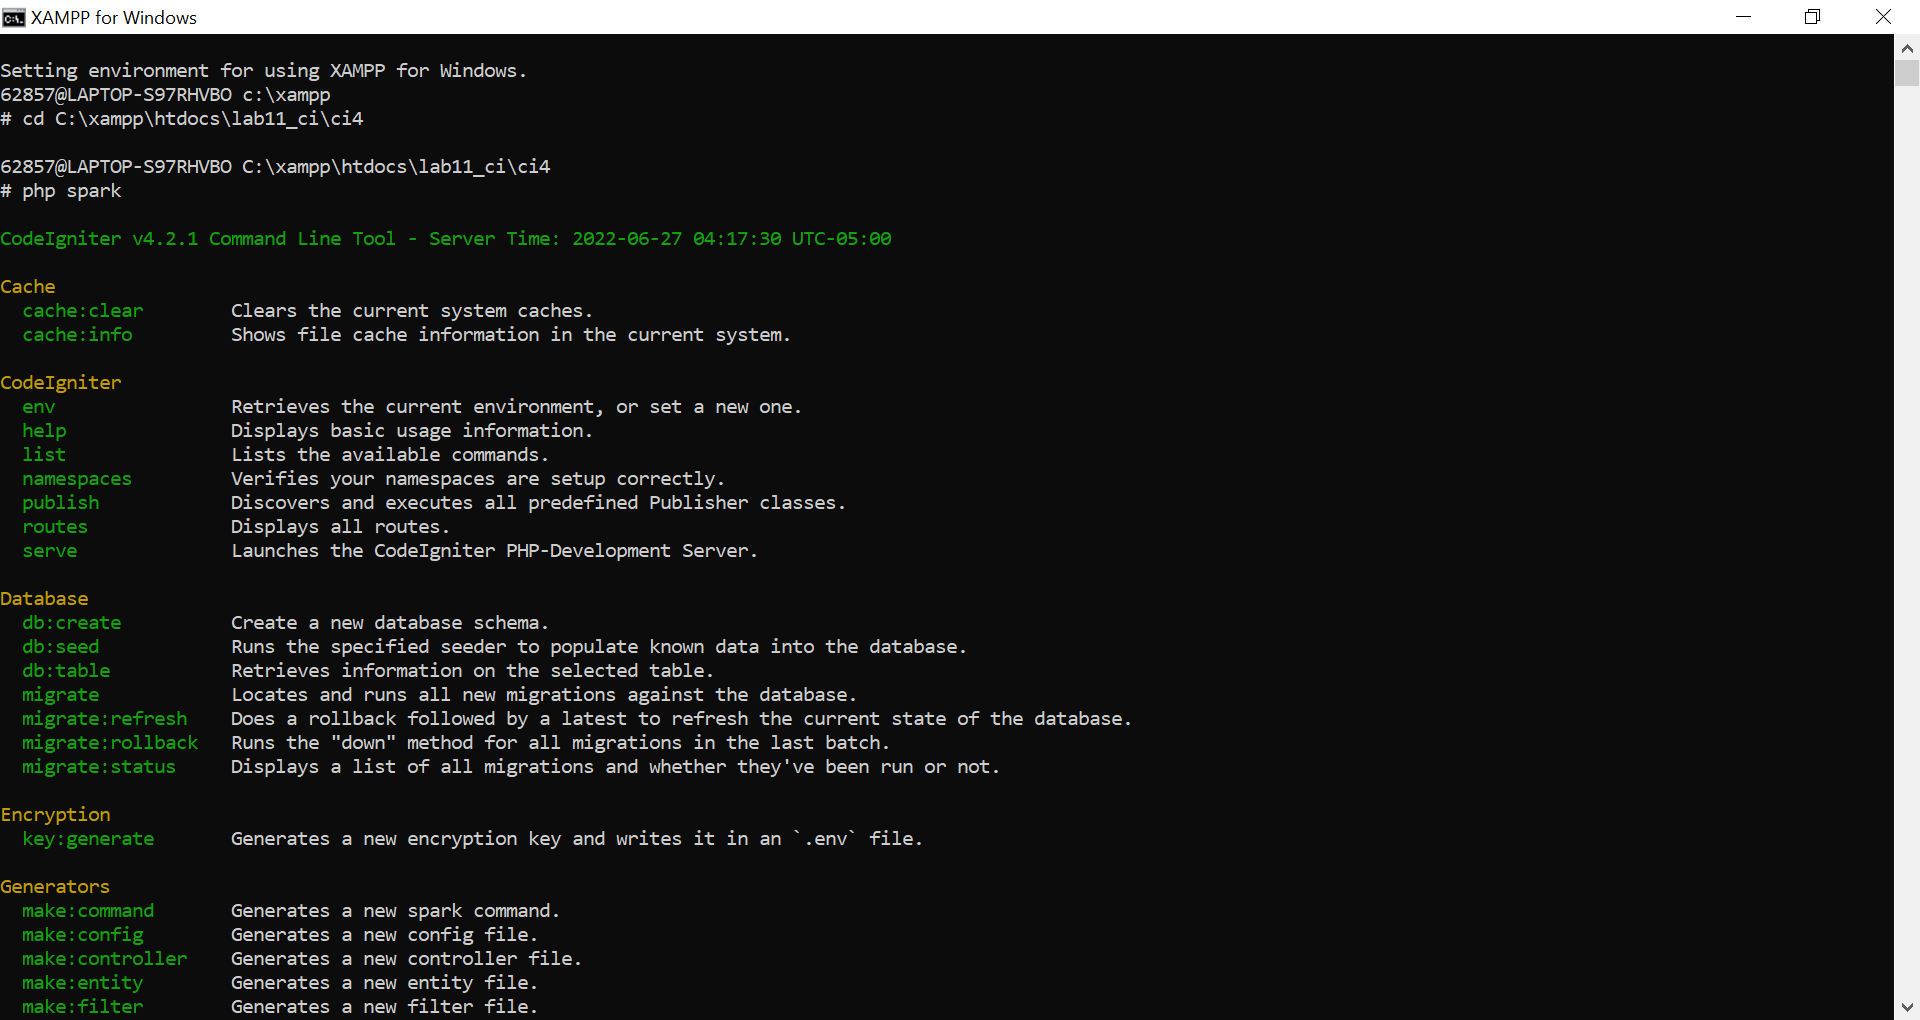 XAMPP for Windows
Setting environment for using XAMPP for Windows.
62857@LAPTOP-S97RHVBO c:\xampp
# cd C:\xampp\htdocs\lab11_ci\ci4
62857@LAPTOP-S97RHVBO C:\xampp\htdocs\lab11_ci\ci4
# php spark
CodeIgniter v4.2.1 Command Line Tool - Server Time: 2022-06-27 04:17:30 UTC-05:00
Cache
cache:clear Clears the current system caches.
cache:info Shows file cache information in the current system.
CodeIgniter
env Retrieves the current environment, or set a new one.
help Displays basic usage information.
list Lists the available commands.
namespaces Verifies your namespaces are setup correctly.
publish Discovers and executes all predefined Publisher classes.
routes Displays all routes.
serve Launches the CodeIgniter PHP-Development Server.
Database
db:create Create a new database schema.
db:seed Runs the specified seeder to populate known data into the database.
db:table Retrieves information on the selected table.
migrate Locates and runs all new migrations against the database.
migrate:refresh Does a rollback followed by a latest to refresh the current state of the database.
migrate:rollback Runs the "down" method for all migrations in the last batch.
migrate:status Displays a list of all migrations and whether they've been run or not.
Encryption
key:generate Generates a new encryption key and writes it in an `.env` file.
Generators
make:command Generates a new spark command.
make:config Generates a new config file.
make:controller Generates a new controller file.
make:entity Generates a new entity file.
make:filter Generates a new filter file.